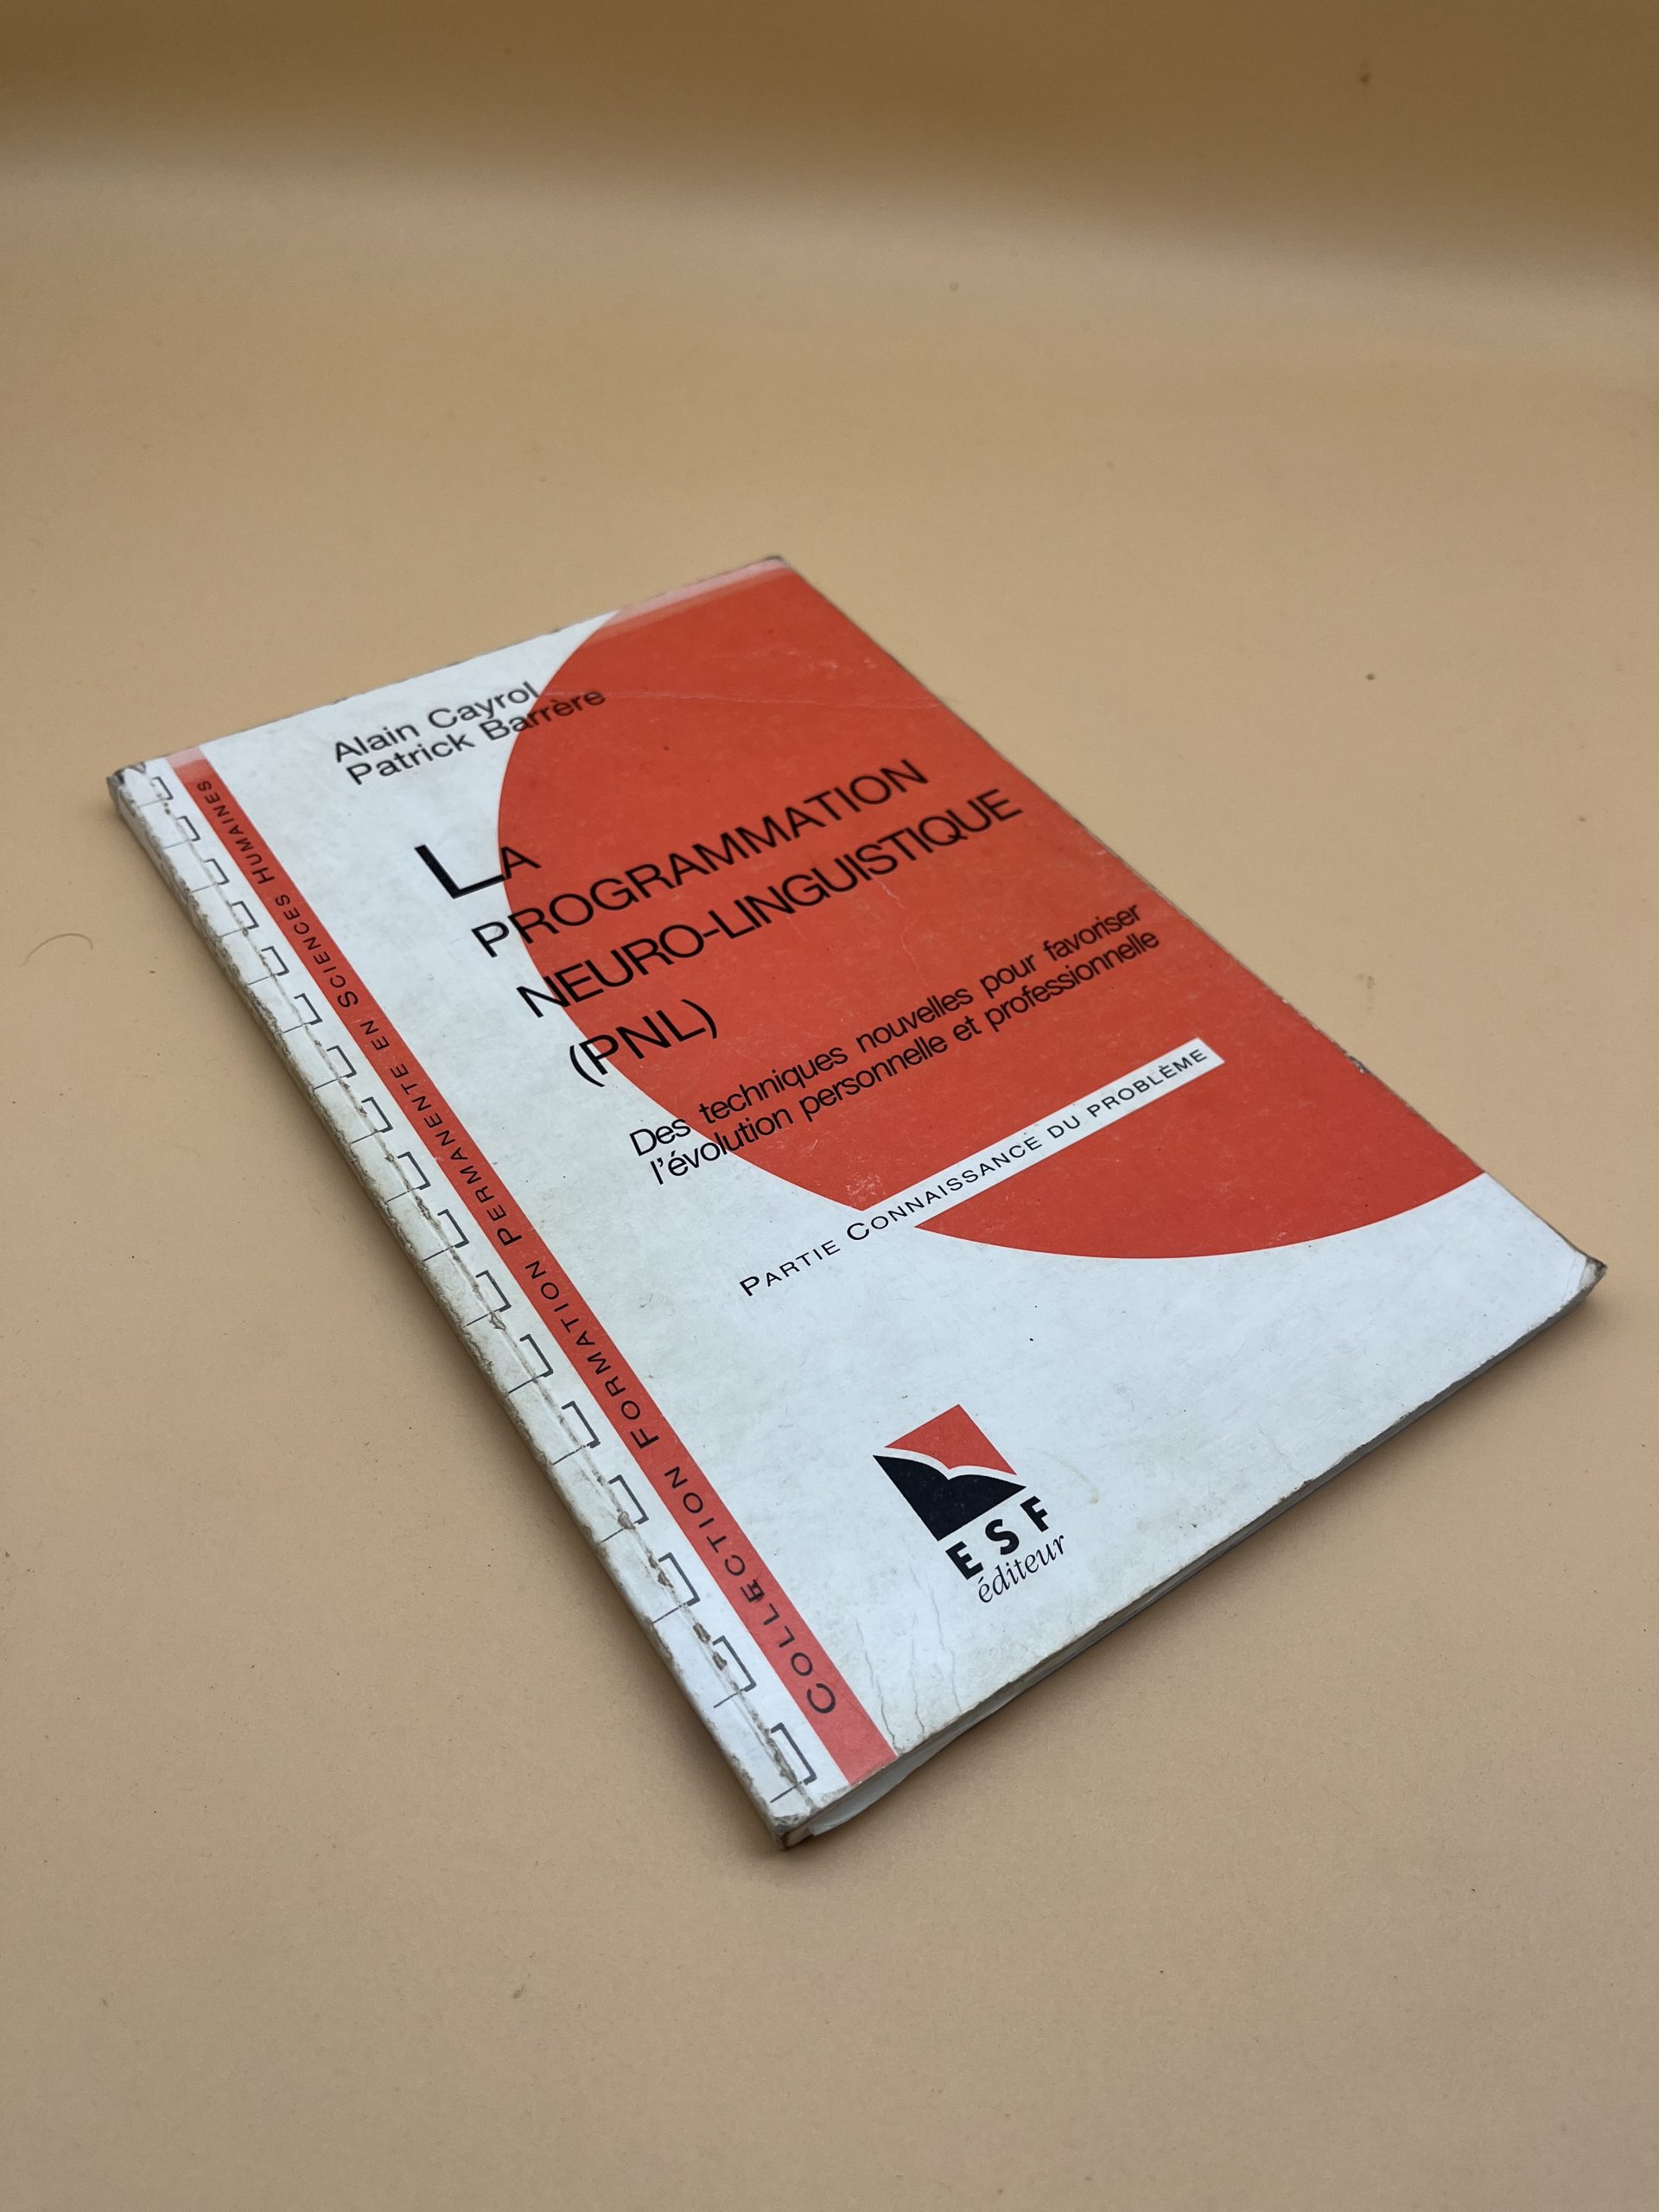 Alain Cayrol
Patrick Barrère
LA
PROGRAMMATION
NEURO-LINGUISTIQUE
(PNL)
Des techniques nouvelles pour favoriser
l'évolution personnelle et professionnelle
PARTIE CONNAISSANCE DU PROBLÈME
COLLECTION FORMATION PERMANENTE EN SCIENCES HUMAINES
ESF
éditeur